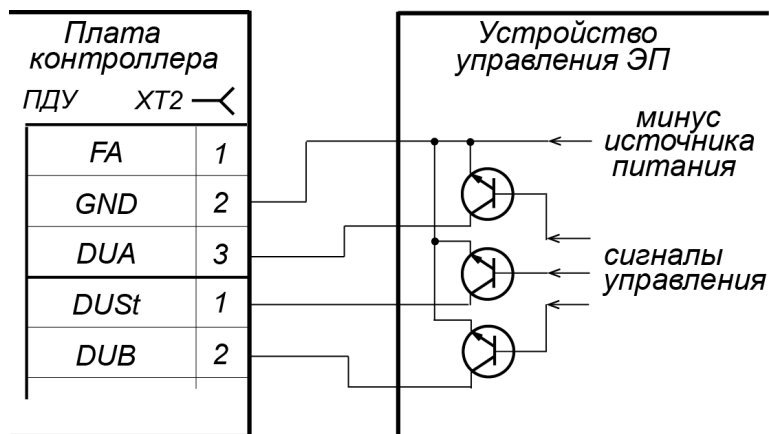 Плата
контроллера
ПДУ XT2
FA 1
GND 2
DUA 3
DUSt 1
DUB 2
Устройство
управления ЭП
минус
источника
питания
сигналы
управления